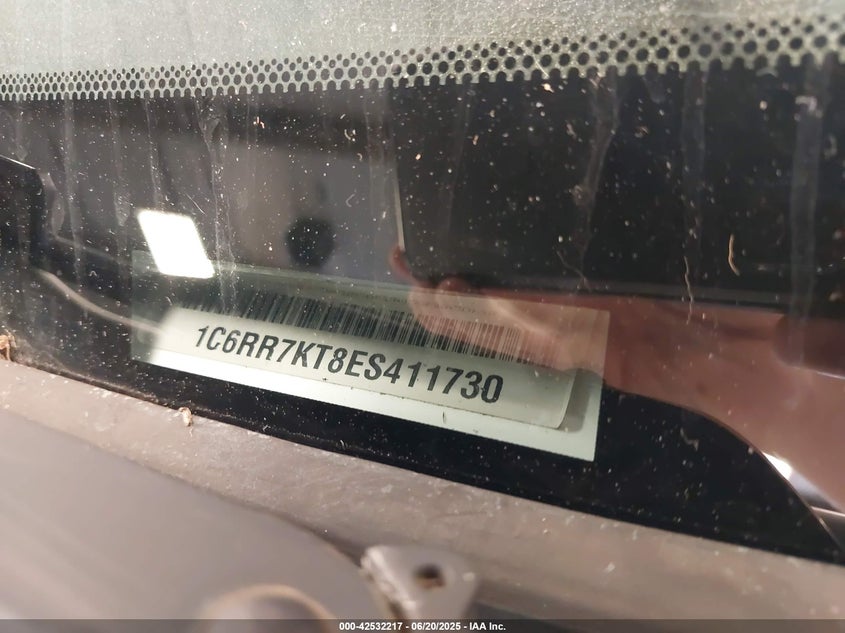 1C6RR7KT8ES411730
000-42532217 - 06/20/2025 - IAA Inc.